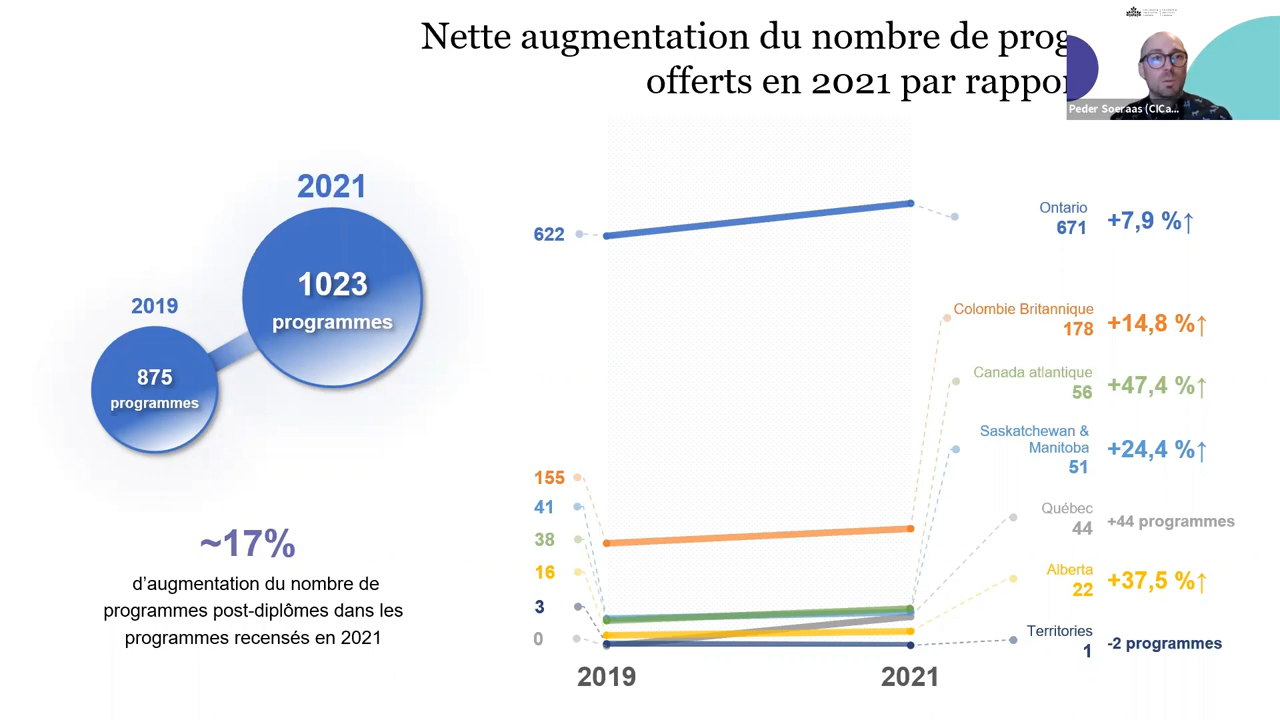 Nette augmentation du nombre de prog
offerts en 2021 par rappor
Peder Soeraas (CICa...
2021
1023
programmes
2019
875
programmes
~17%
d'augmentation du nombre de
programmes post-diplômes dans les
programmes recensés en 2021
622
155
41
38
16
3
0
2019
2021
Ontario
671
+7,9 %↑
Colombie Britannique
178
+14,8 %↑
Canada atlantique
56
+47,4 %↑
Saskatchewan &
Manitoba
51
+24,4 %↑
Québec
44
+44 programmes
Alberta
22
+37,5 %↑
Territories
1
-2 programmes